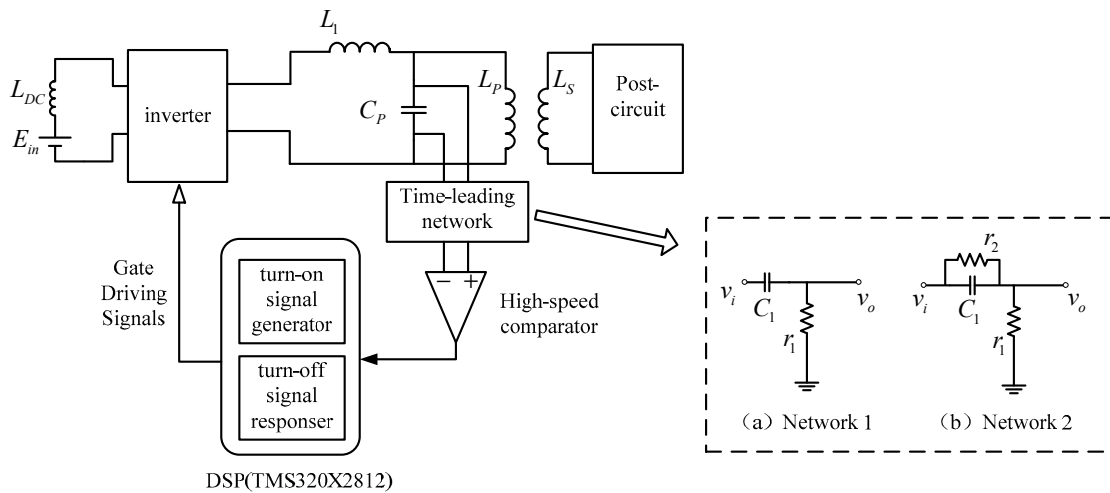 L1
LDC
Ein
inverter
CP
LP
LS
Post-
circuit
Time-leading
network
Gate
Driving
Signals
turn-on
signal
generator
turn-off
signal
responser
− +
High-speed
comparator
DSP(TMS320X2812)
vi
C1
r1
vo
(a) Network 1
r2
vi
C1
r1
vo
(b) Network 2